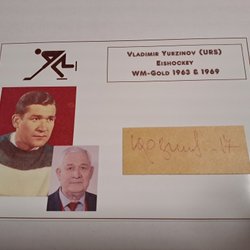 Vladimir Yurzinov (URS)
Eishockey
WM-Gold 1963 & 1969